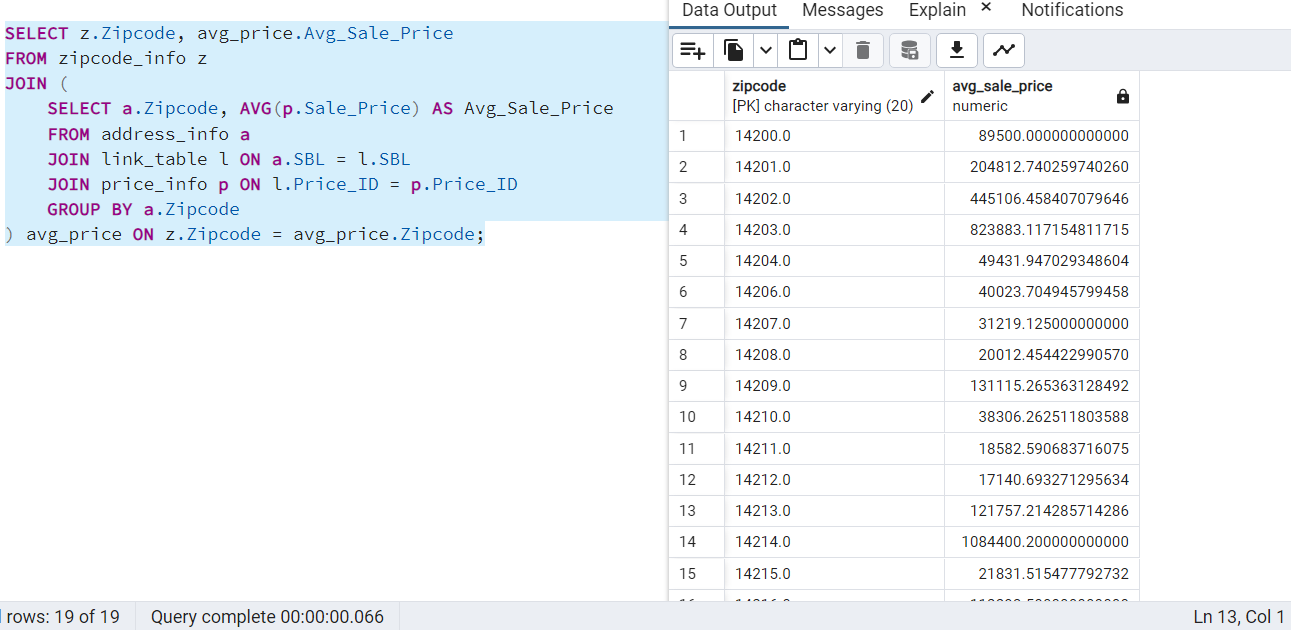 SELECT z.Zipcode, avg_price.Avg_Sale_Price
FROM zipcode_info z
JOIN (
SELECT a.Zipcode, AVG(p.Sale_Price) AS Avg_Sale_Price
FROM address_info a
JOIN link_table l ON a.SBL = l.SBL
JOIN price_info p ON l.Price_ID = p.Price_ID
GROUP BY a.Zipcode
) avg_price ON z.Zipcode = avg_price.Zipcode;
Data Output Messages Explain × Notifications
zipcode avg_sale_price
[PK] character varying (20) numeric
1 14200.0 89500.000000000000
2 14201.0 204812.740259740260
3 14202.0 445106.458407079646
4 14203.0 823883.117154811715
5 14204.0 49431.947029348604
6 14206.0 40023.704945799458
7 14207.0 31219.125000000000
8 14208.0 20012.454422990570
9 14209.0 131115.265363128492
10 14210.0 38306.262511803588
11 14211.0 18582.590683716075
12 14212.0 17140.693271295634
13 14213.0 121757.214285714286
14 14214.0 1084400.200000000000
15 14215.0 21831.515477792732
rows: 19 of 19 Query complete 00:00:00.066 Ln 13, Col 1